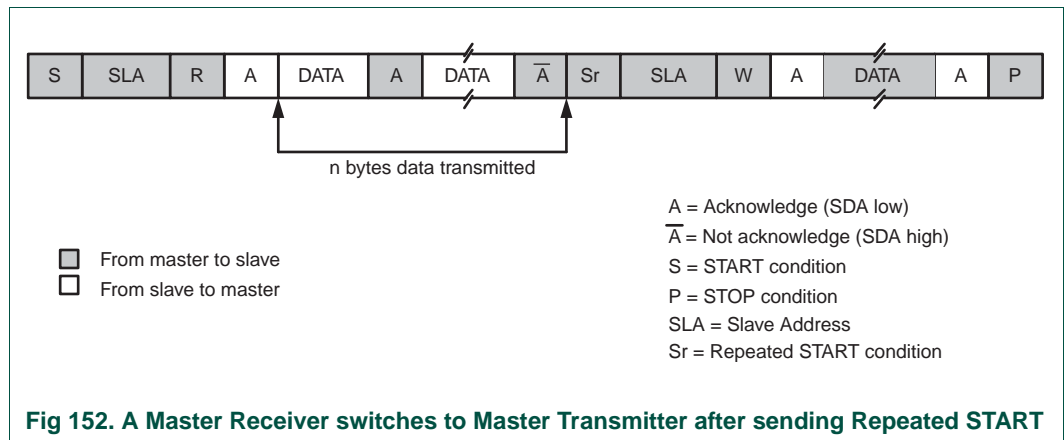 S SLA R A DATA A DATA A̅ Sr SLA W A DATA A P
n bytes data transmitted
From master to slave
From slave to master
A = Acknowledge (SDA low)
A̅ = Not acknowledge (SDA high)
S = START condition
P = STOP condition
SLA = Slave Address
Sr = Repeated START condition
Fig 152. A Master Receiver switches to Master Transmitter after sending Repeated START